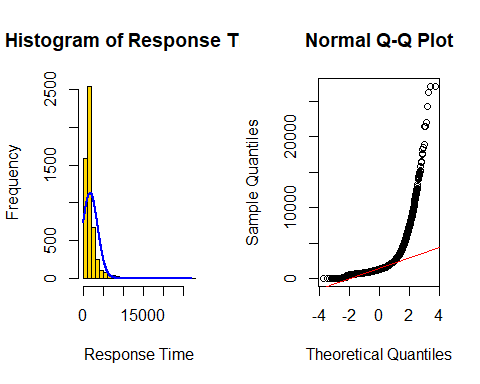 Histogram of Response T
Frequency
0
500
1500
2500
0
15000
Response Time
Normal Q-Q Plot
Sample Quantiles
0
10000
20000
-4
-2
0
2
4
Theoretical Quantiles